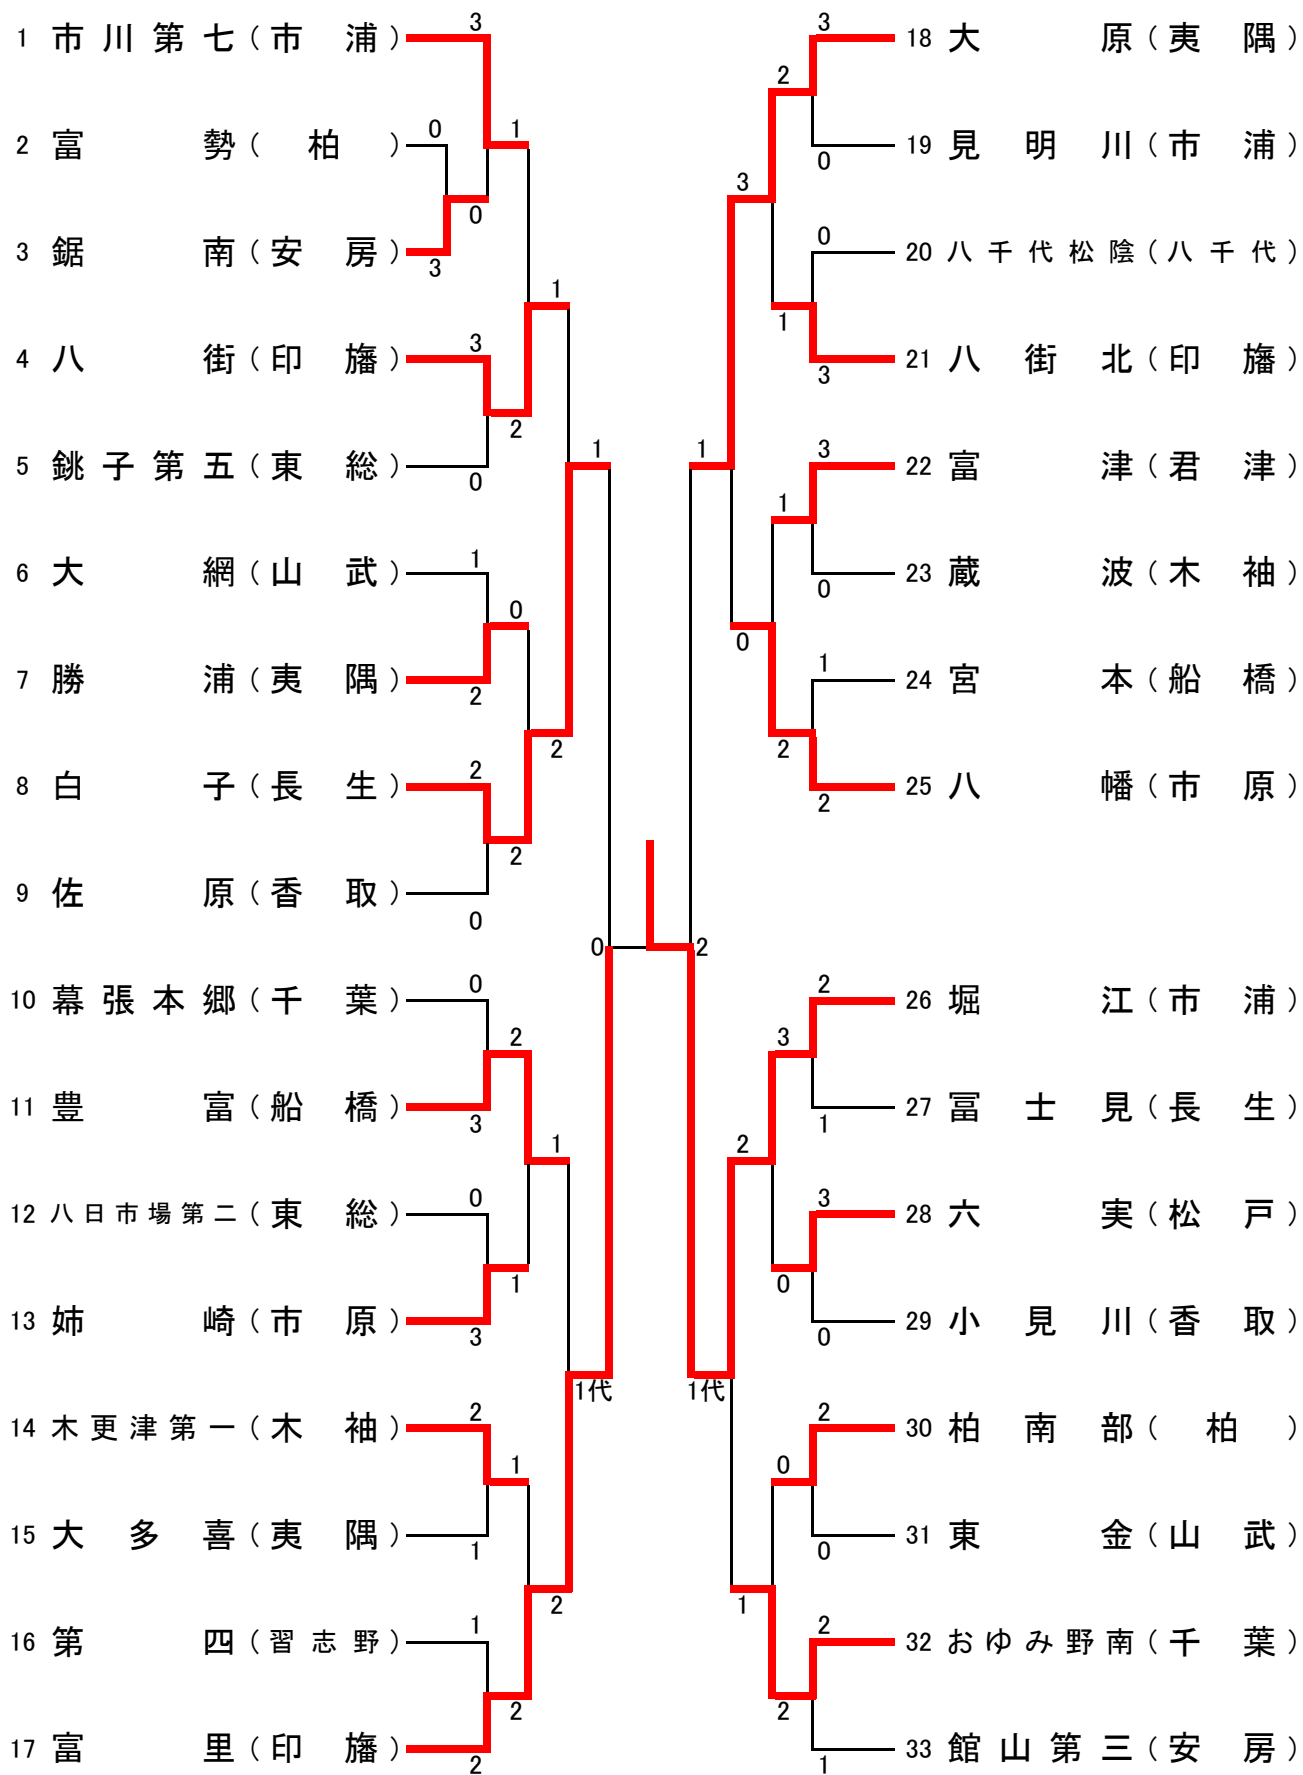 1 市川第七(市浦) 3
2 富勢(柏) 0
1
0
3 鋸南(安房) 3
1
4 八街(印旛) 3
2
5 銚子第五(東総) 0
1
6 大網(山武) 1
0
7 勝浦(夷隅) 2
2
8 白子(長生) 2
2
9 佐原(香取) 0
0
10 幕張本郷(千葉) 0
2
11 豊富(船橋) 3
1
12 八日市場第二(東総) 0
1
13 姉崎(市原) 3
1代
14 木更津第一(木袖) 2
1
15 大多喜(夷隅) 1
2
16 第四(習志野) 1
2
17 富里(印旛) 2
3 18 大原(夷隅)
2
0 19 見明川(市浦)
3
0 20 八千代松陰(八千代)
1
3 21 八街北(印旛)
1
3 22 富津(君津)
1
0 23 蔵波(木袖)
0
1 24 宮本(船橋)
2
2 25 八幡(市原)
2
2 26 堀江(市浦)
3
1 27 冨士見(長生)
2
3 28 六実(松戸)
0
0 29 小見川(香取)
1代
2 30 柏南部(柏)
0
0 31 東金(山武)
1
2 32 おゆみ野南(千葉)
2
1 33 館山第三(安房)